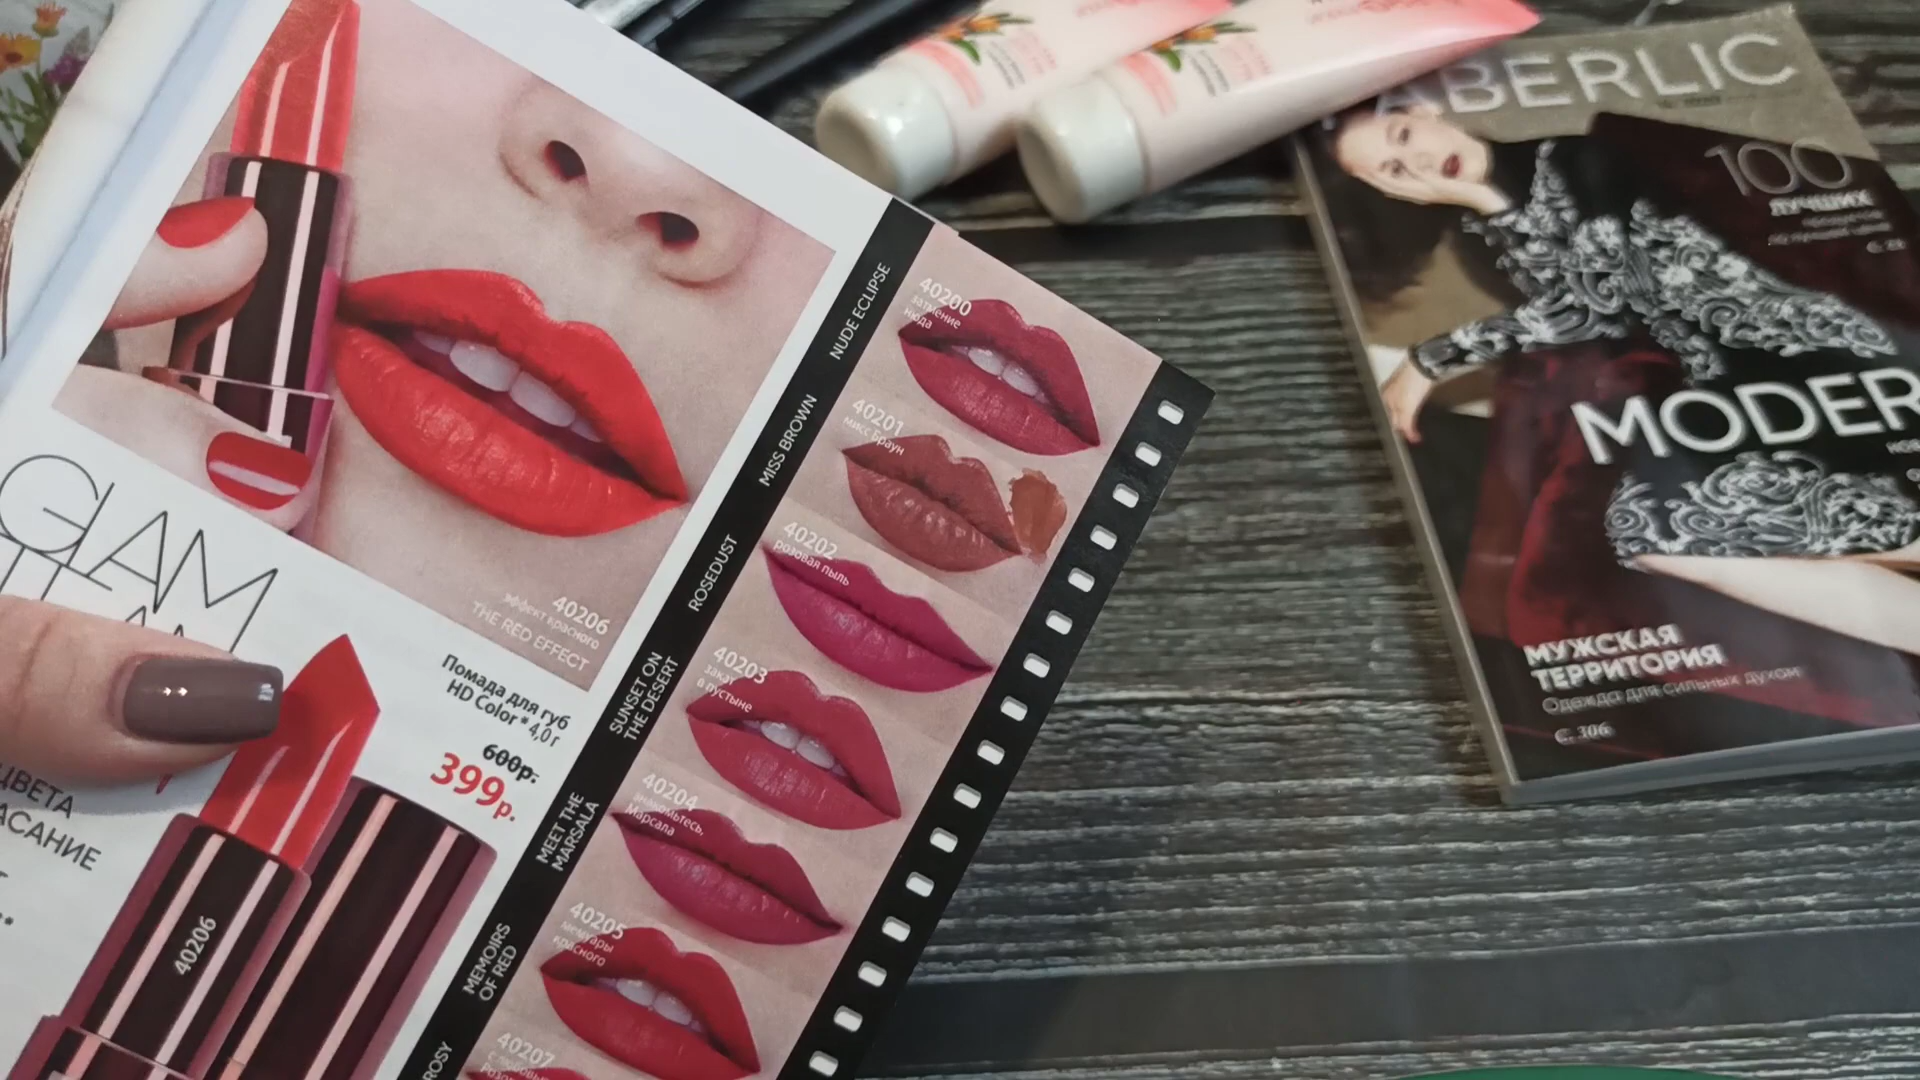 GLAM
40206
эффект красного
THE RED EFFECT
Помада для губ
HD Color* 4,0 г
600р.
399р.
ЦВЕТА
АСАНИЕ
40206
NUDE ECLIPSE
40200
затмение
нюда
MISS BROWN
40201
мисс Браун
ROSEDUST
40202
розовая пыль
SUNSET ON
THE DESERT
40203
закат
в пустыне
MEET THE
MARSALA
40204
знакомьтесь,
Марсала
MEMOIRS
OF RED
40205
мемуары
красного
ROSY
40207
ABERLIC
100
ЛУЧШИХ
MODER
МУЖСКАЯ
ТЕРРИТОРИЯ
Одежда для сильных духом
С. 306